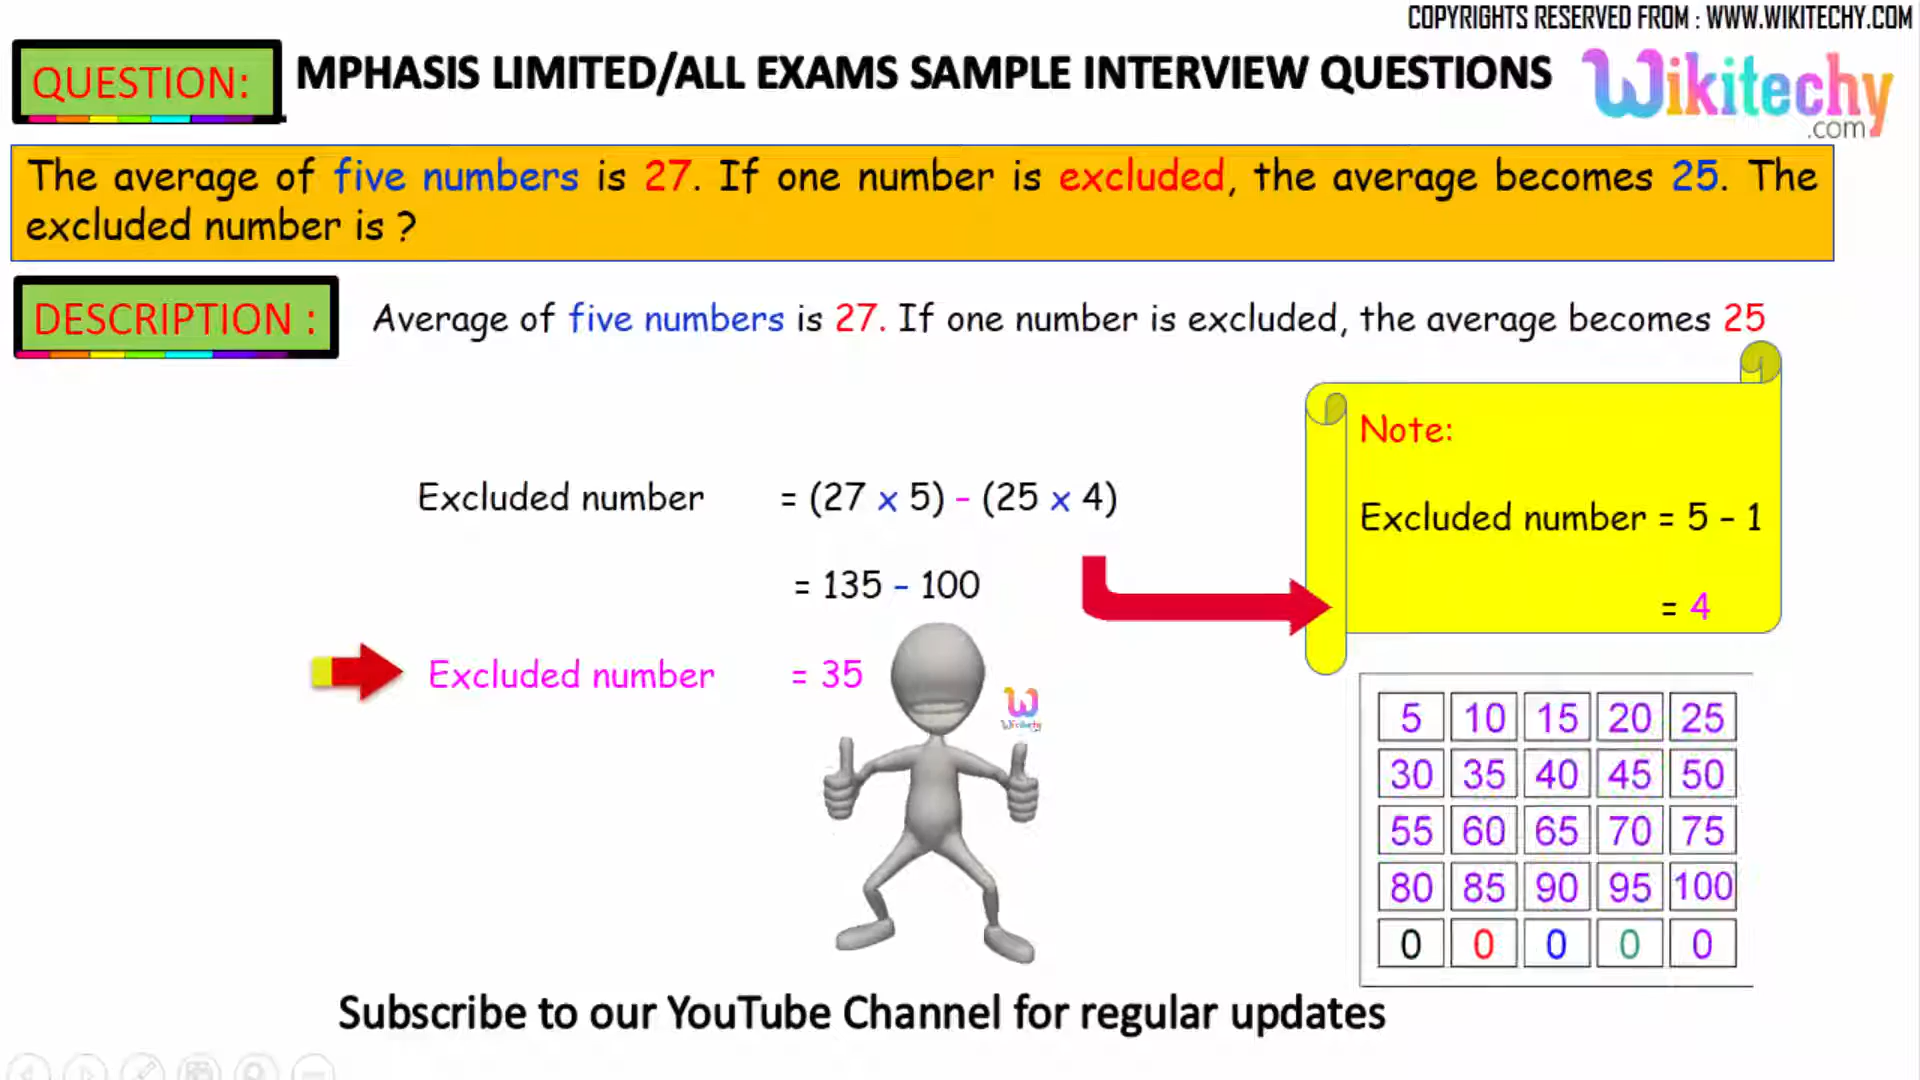 COPYRIGHTS RESERVED FROM : WWW.WIKITECHY.COM
QUESTION:
MPHASIS LIMITED/ALL EXAMS SAMPLE INTERVIEW QUESTIONS
Wikitechy
.com
The average of five numbers is 27. If one number is excluded, the average becomes 25. The
excluded number is ?
DESCRIPTION :
Average of five numbers is 27. If one number is excluded, the average becomes 25
Note:
Excluded number = (27 x 5) – (25 x 4)
Excluded number = 5 – 1
= 135 – 100
= 4
Excluded number = 35
W
Wikitechy
5 10 15 20 25
30 35 40 45 50
55 60 65 70 75
80 85 90 95 100
0 0 0 0 0
Subscribe to our YouTube Channel for regular updates